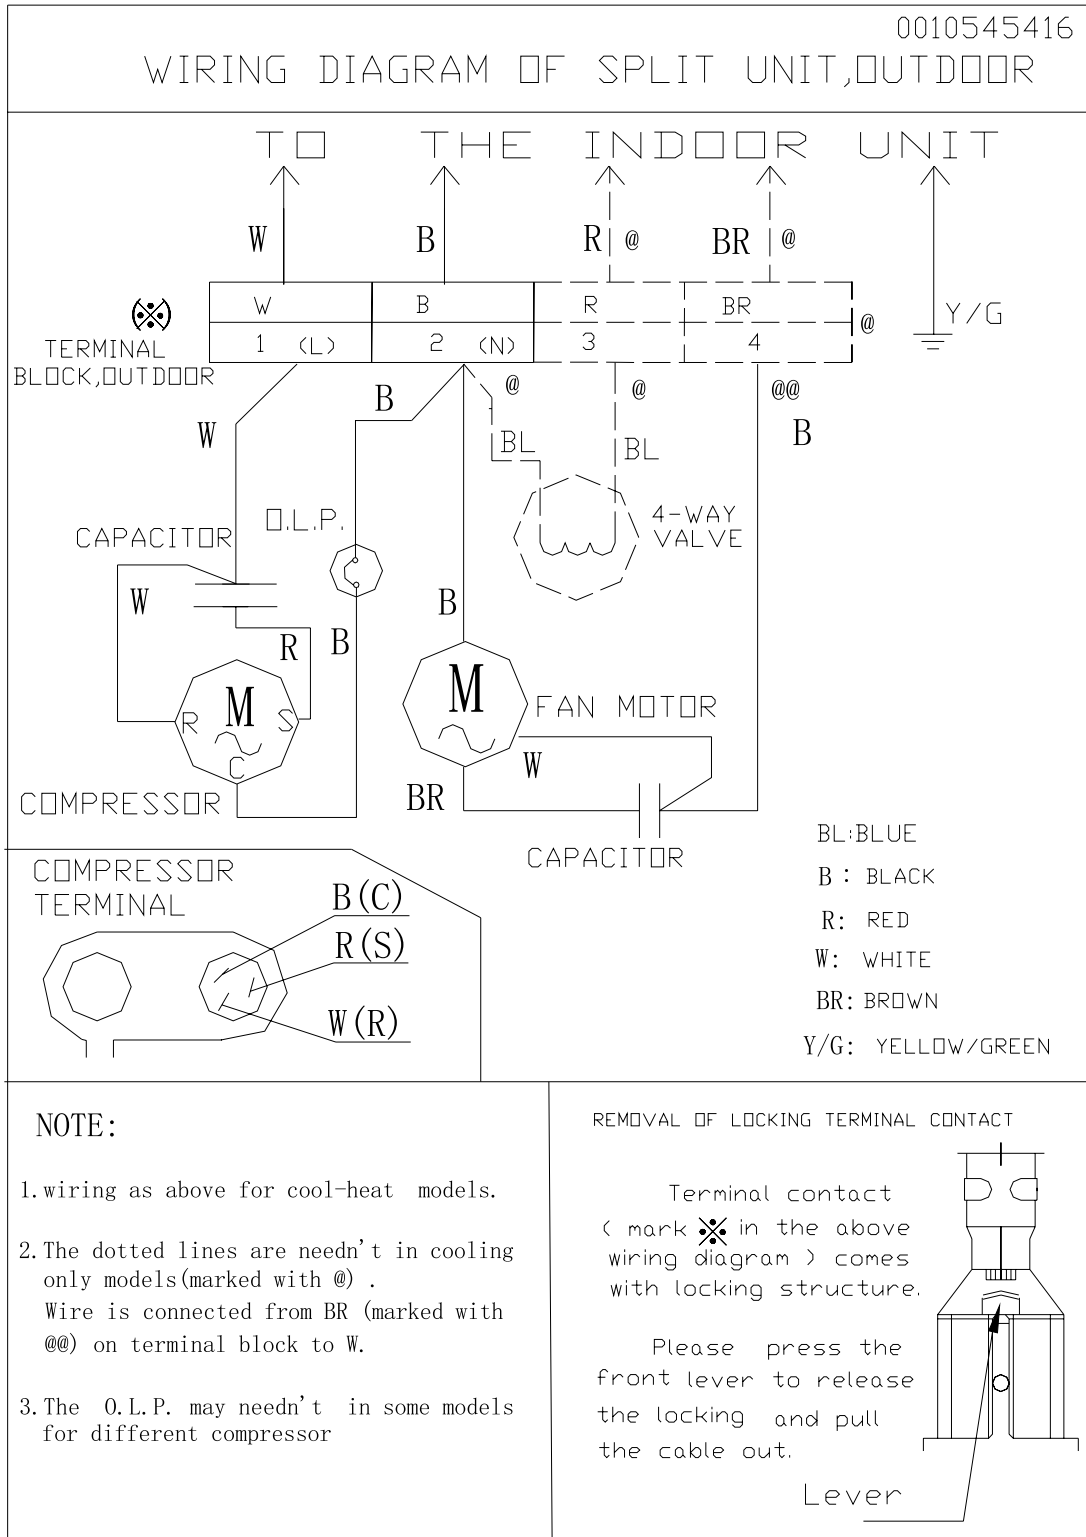 0010545416
WIRING DIAGRAM OF SPLIT UNIT,OUTDOOR
TO THE INDOOR UNIT
W B R @ BR @
W B R BR
1 (L) 2 (N) 3 4
@ Y/G
(※)
TERMINAL
BLOCK,OUTDOOR
@ @ @@
B
W
B
BL BL
O.L.P.
CAPACITOR
4-WAY
VALVE
W
B
R B
R M S
C
M
FAN MOTOR
W
BR
COMPRESSOR
CAPACITOR
BL:BLUE
B : BLACK
R: RED
W: WHITE
BR: BROWN
Y/G: YELLOW/GREEN
COMPRESSOR
TERMINAL
B(C)
R(S)
W(R)
NOTE:
1.wiring as above for cool-heat models.
2.The dotted lines are needn't in cooling
only models(marked with @) .
Wire is connected from BR (marked with
@@) on terminal block to W.
3.The O.L.P. may needn't in some models
for different compressor
REMOVAL OF LOCKING TERMINAL CONTACT
Terminal contact
( mark ※ in the above
wiring diagram ) comes
with locking structure.
Please press the
front lever to release
the locking and pull
the cable out.
Lever